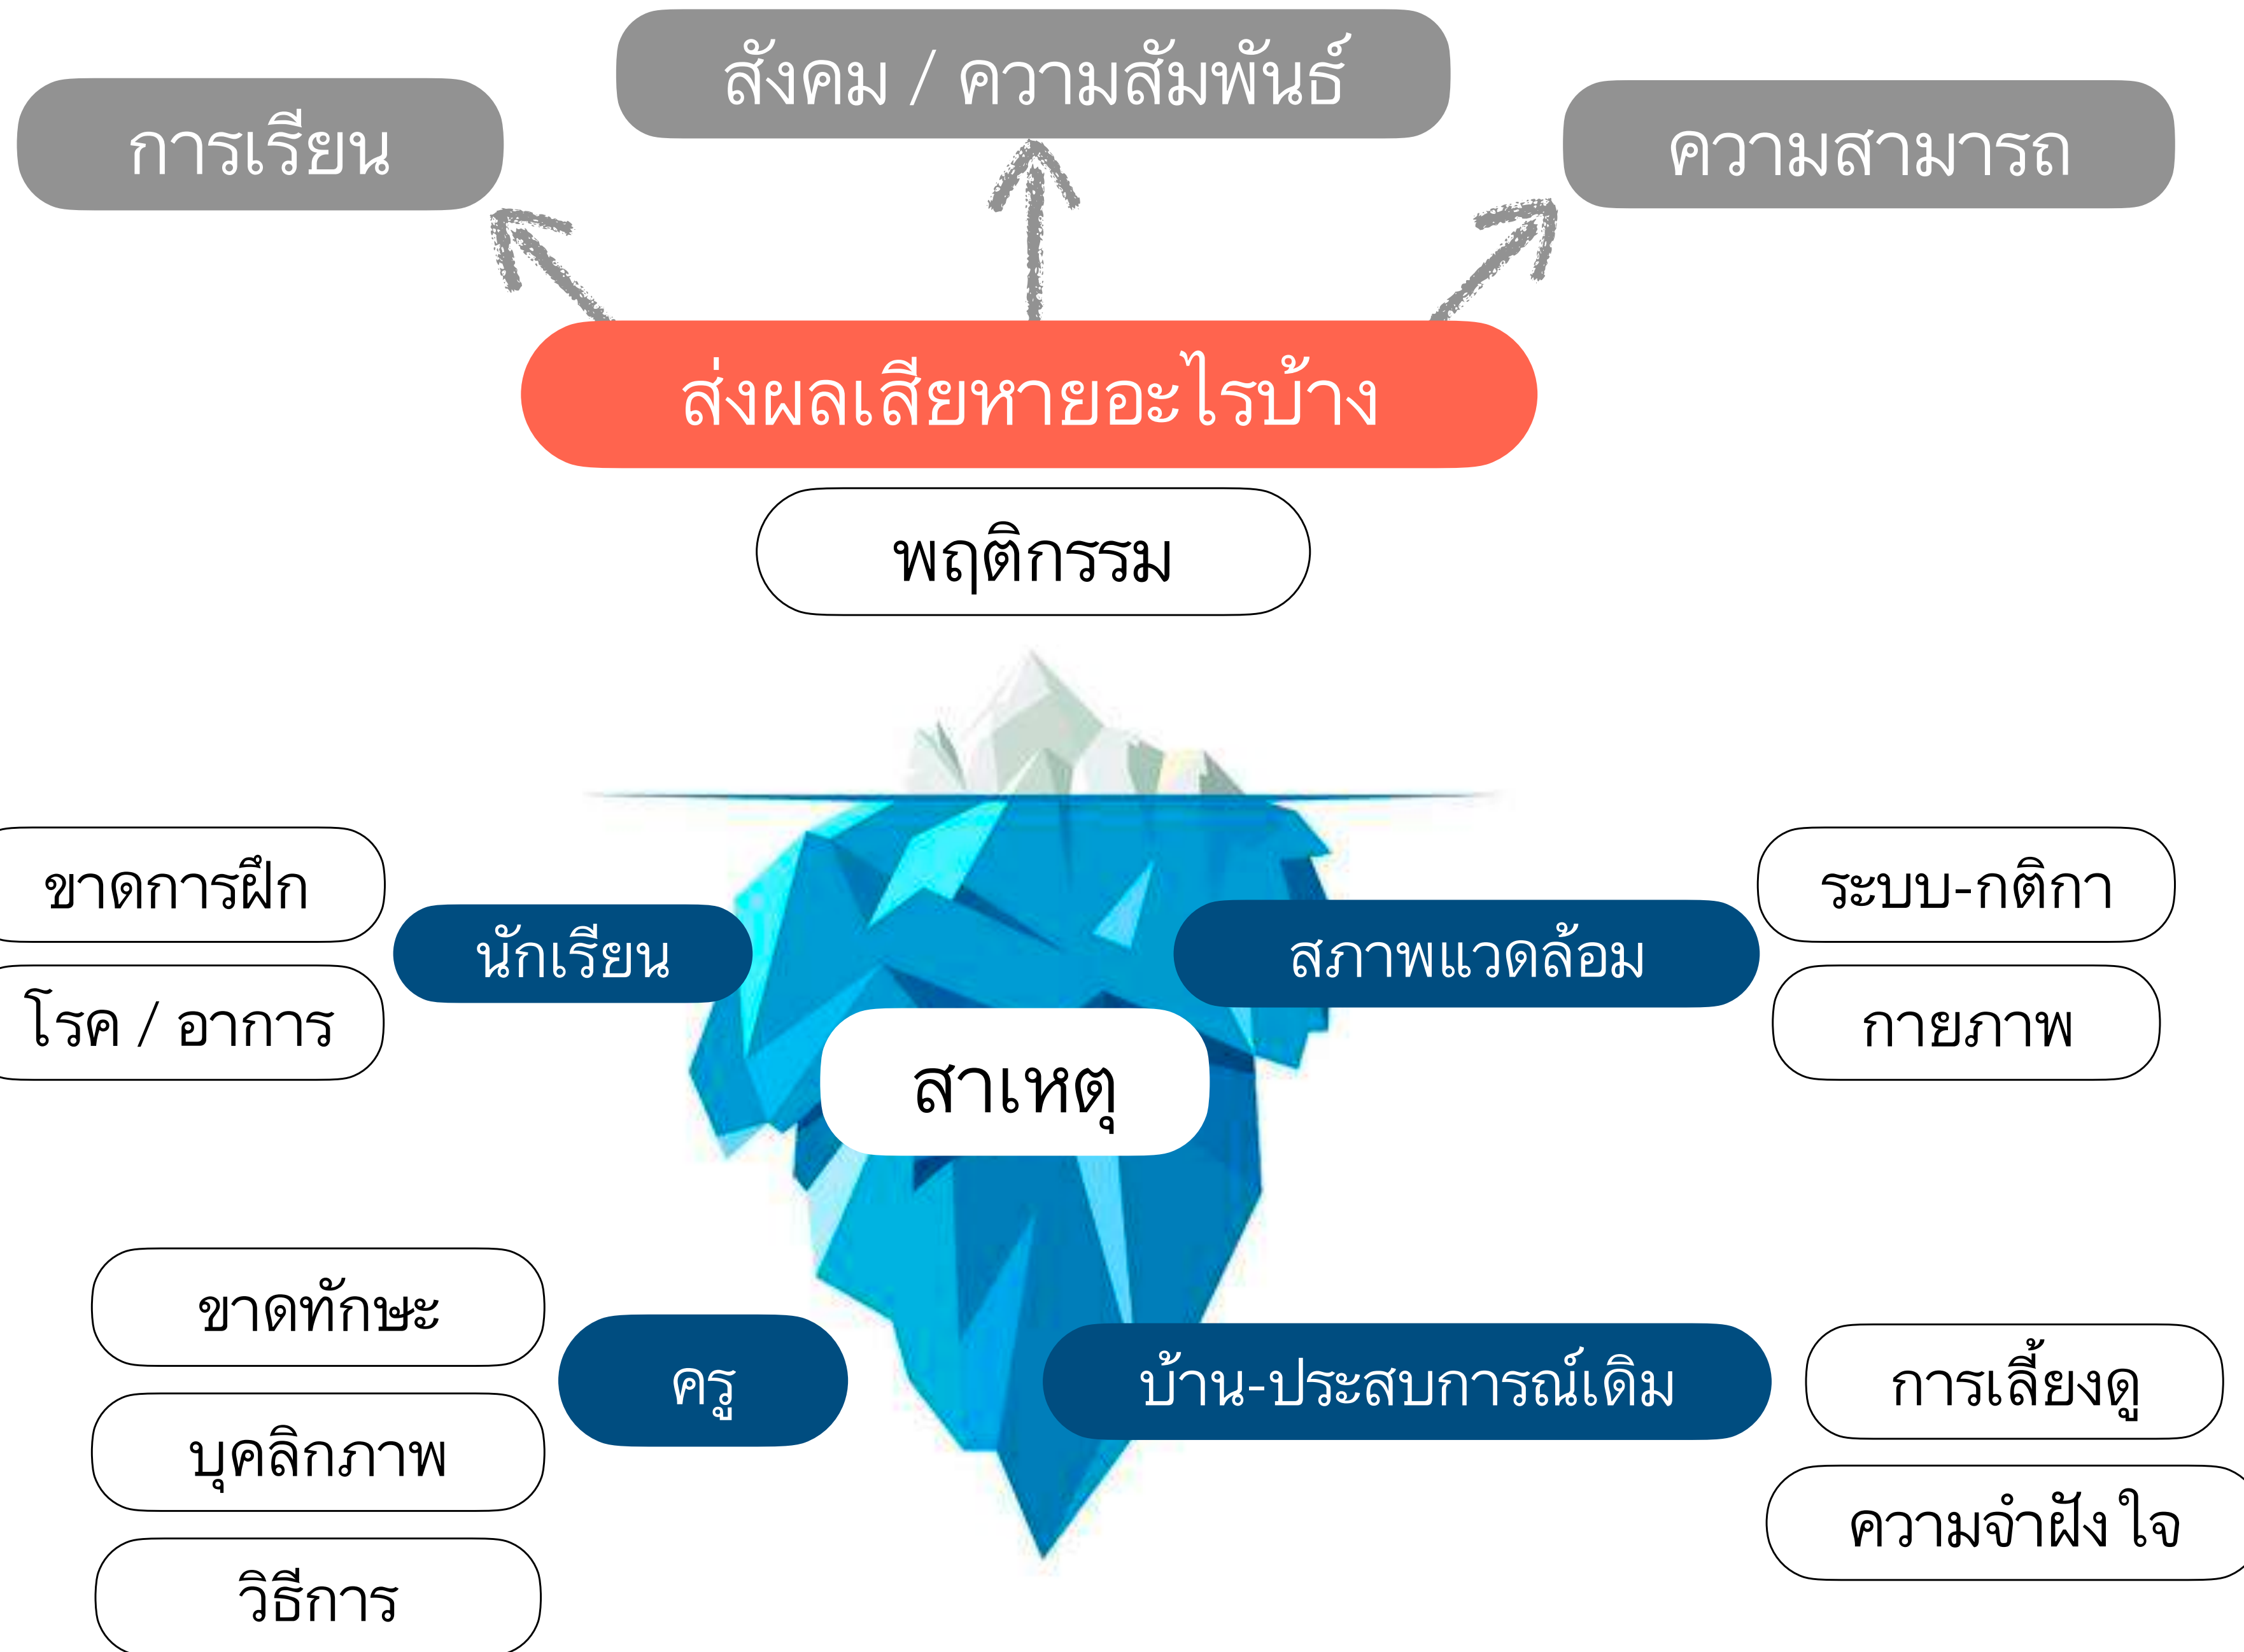 สังคม / ความสัมพันธ์
การเรียน
ความสามารถ
ส่งผลเสียหายอะไรบ้าง
พฤติกรรม
ขาดการฝึก
โรค / อาการ
นักเรียน
สภาพแวดล้อม
ระบบ-กติกา
กายภาพ
สาเหตุ
ขาดทักษะ
บุคลิกภาพ
วิธีการ
ครู
บ้าน-ประสบการณ์เดิม
การเลี้ยงดู
ความจำฝังใจ